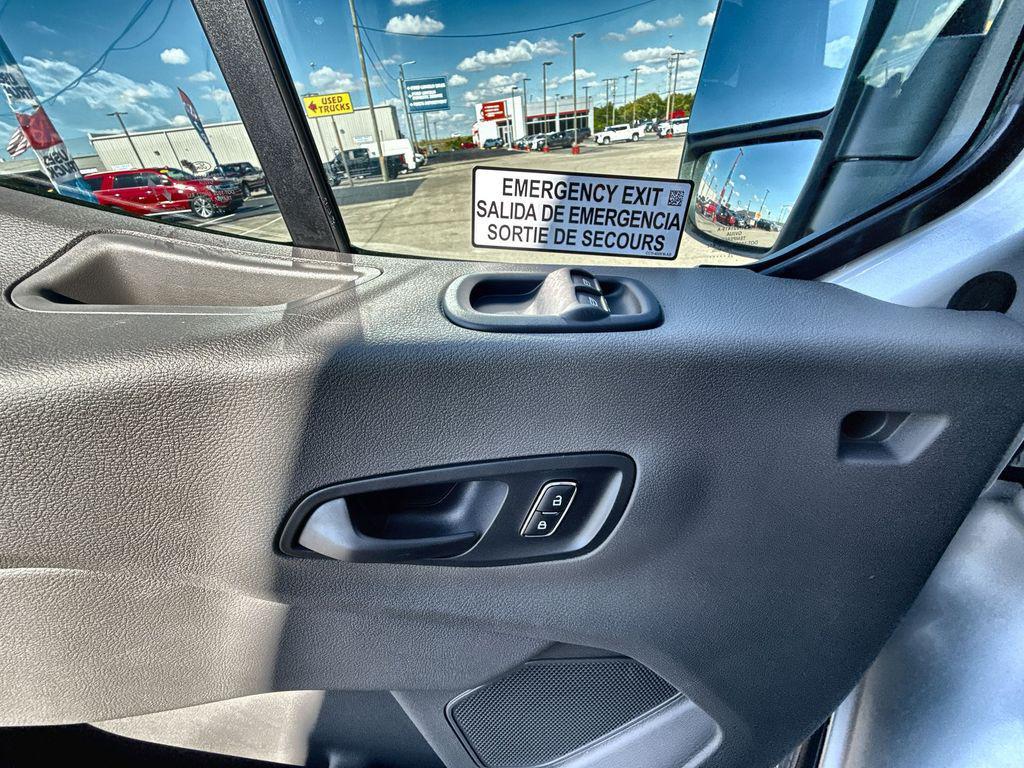 USED
TRUCKS
EMERGENCY EXIT
SALIDA DE EMERGENCIA
SORTIE DE SECOURS